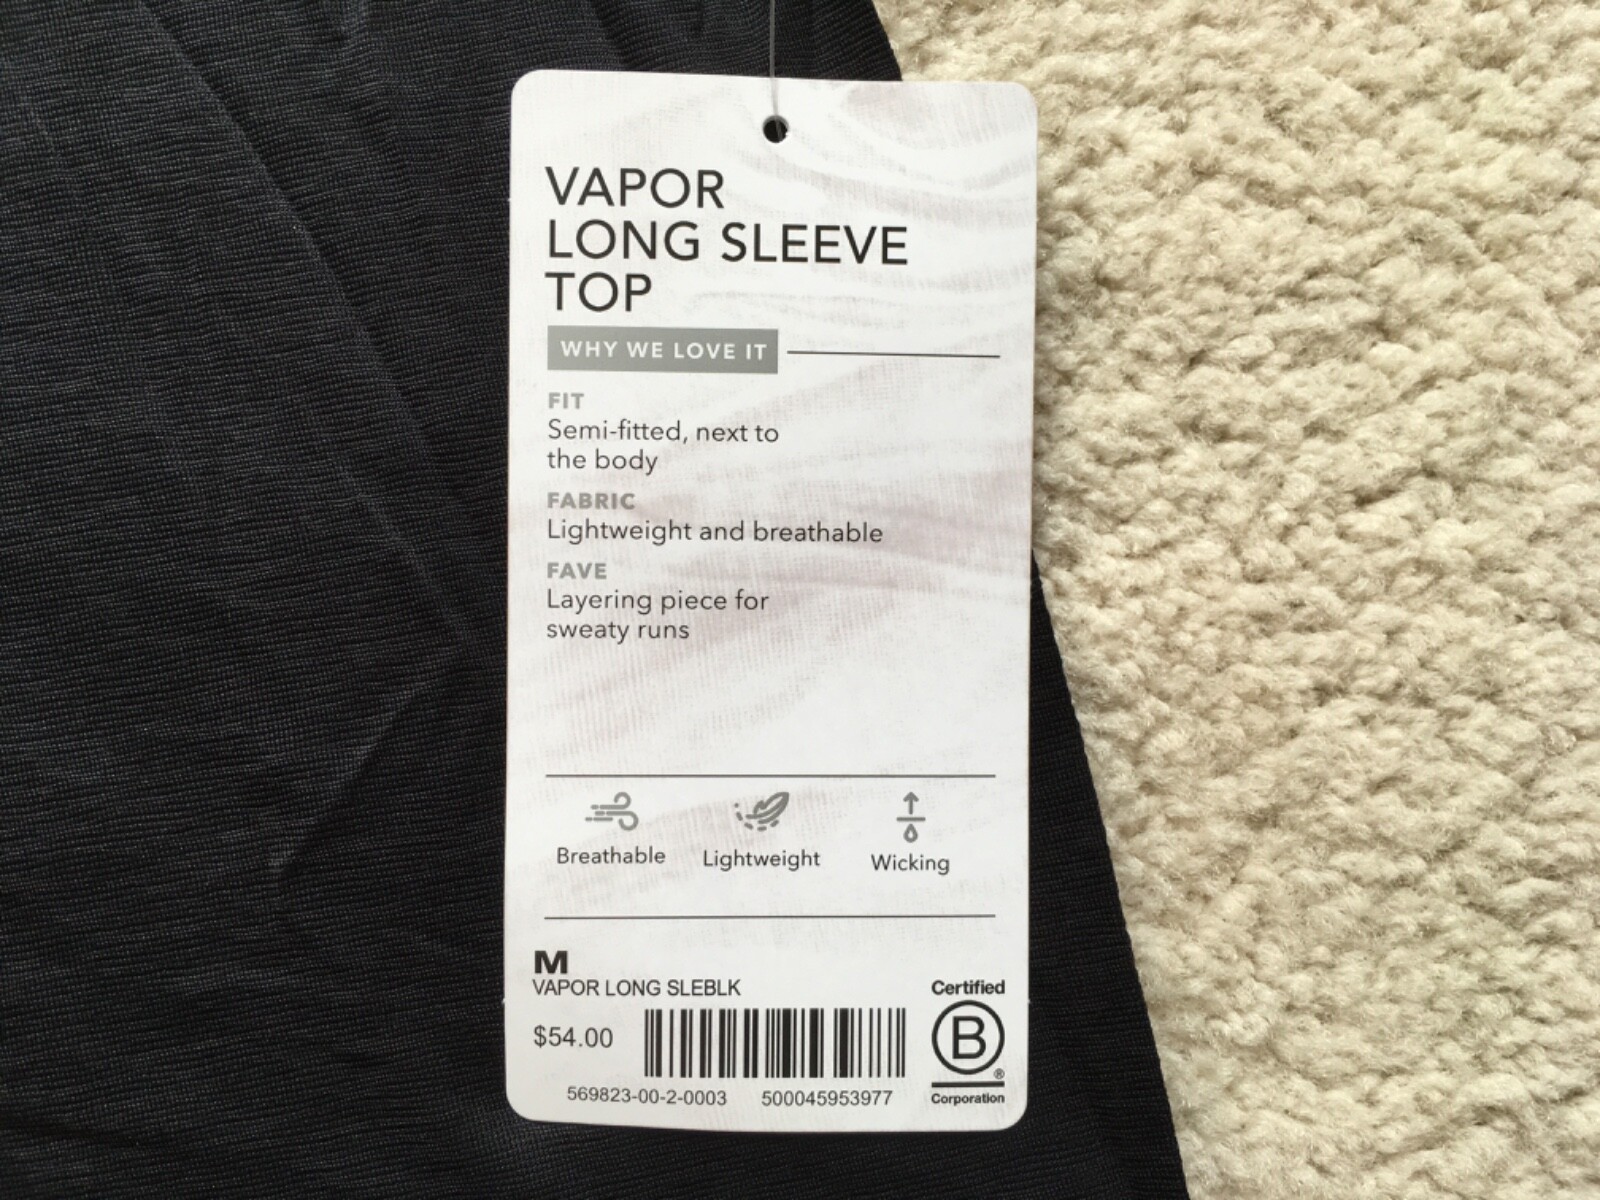 VAPOR
LONG SLEEVE
TOP
WHY WE LOVE IT
FIT
Semi-fitted, next to
the body
FABRIC
Lightweight and breathable
FAVE
Layering piece for
sweaty runs
Breathable Lightweight Wicking
M
VAPOR LONG SLEBLK
$54.00
569823-00-2-0003 500045953977
Certified
B
®
Corporation